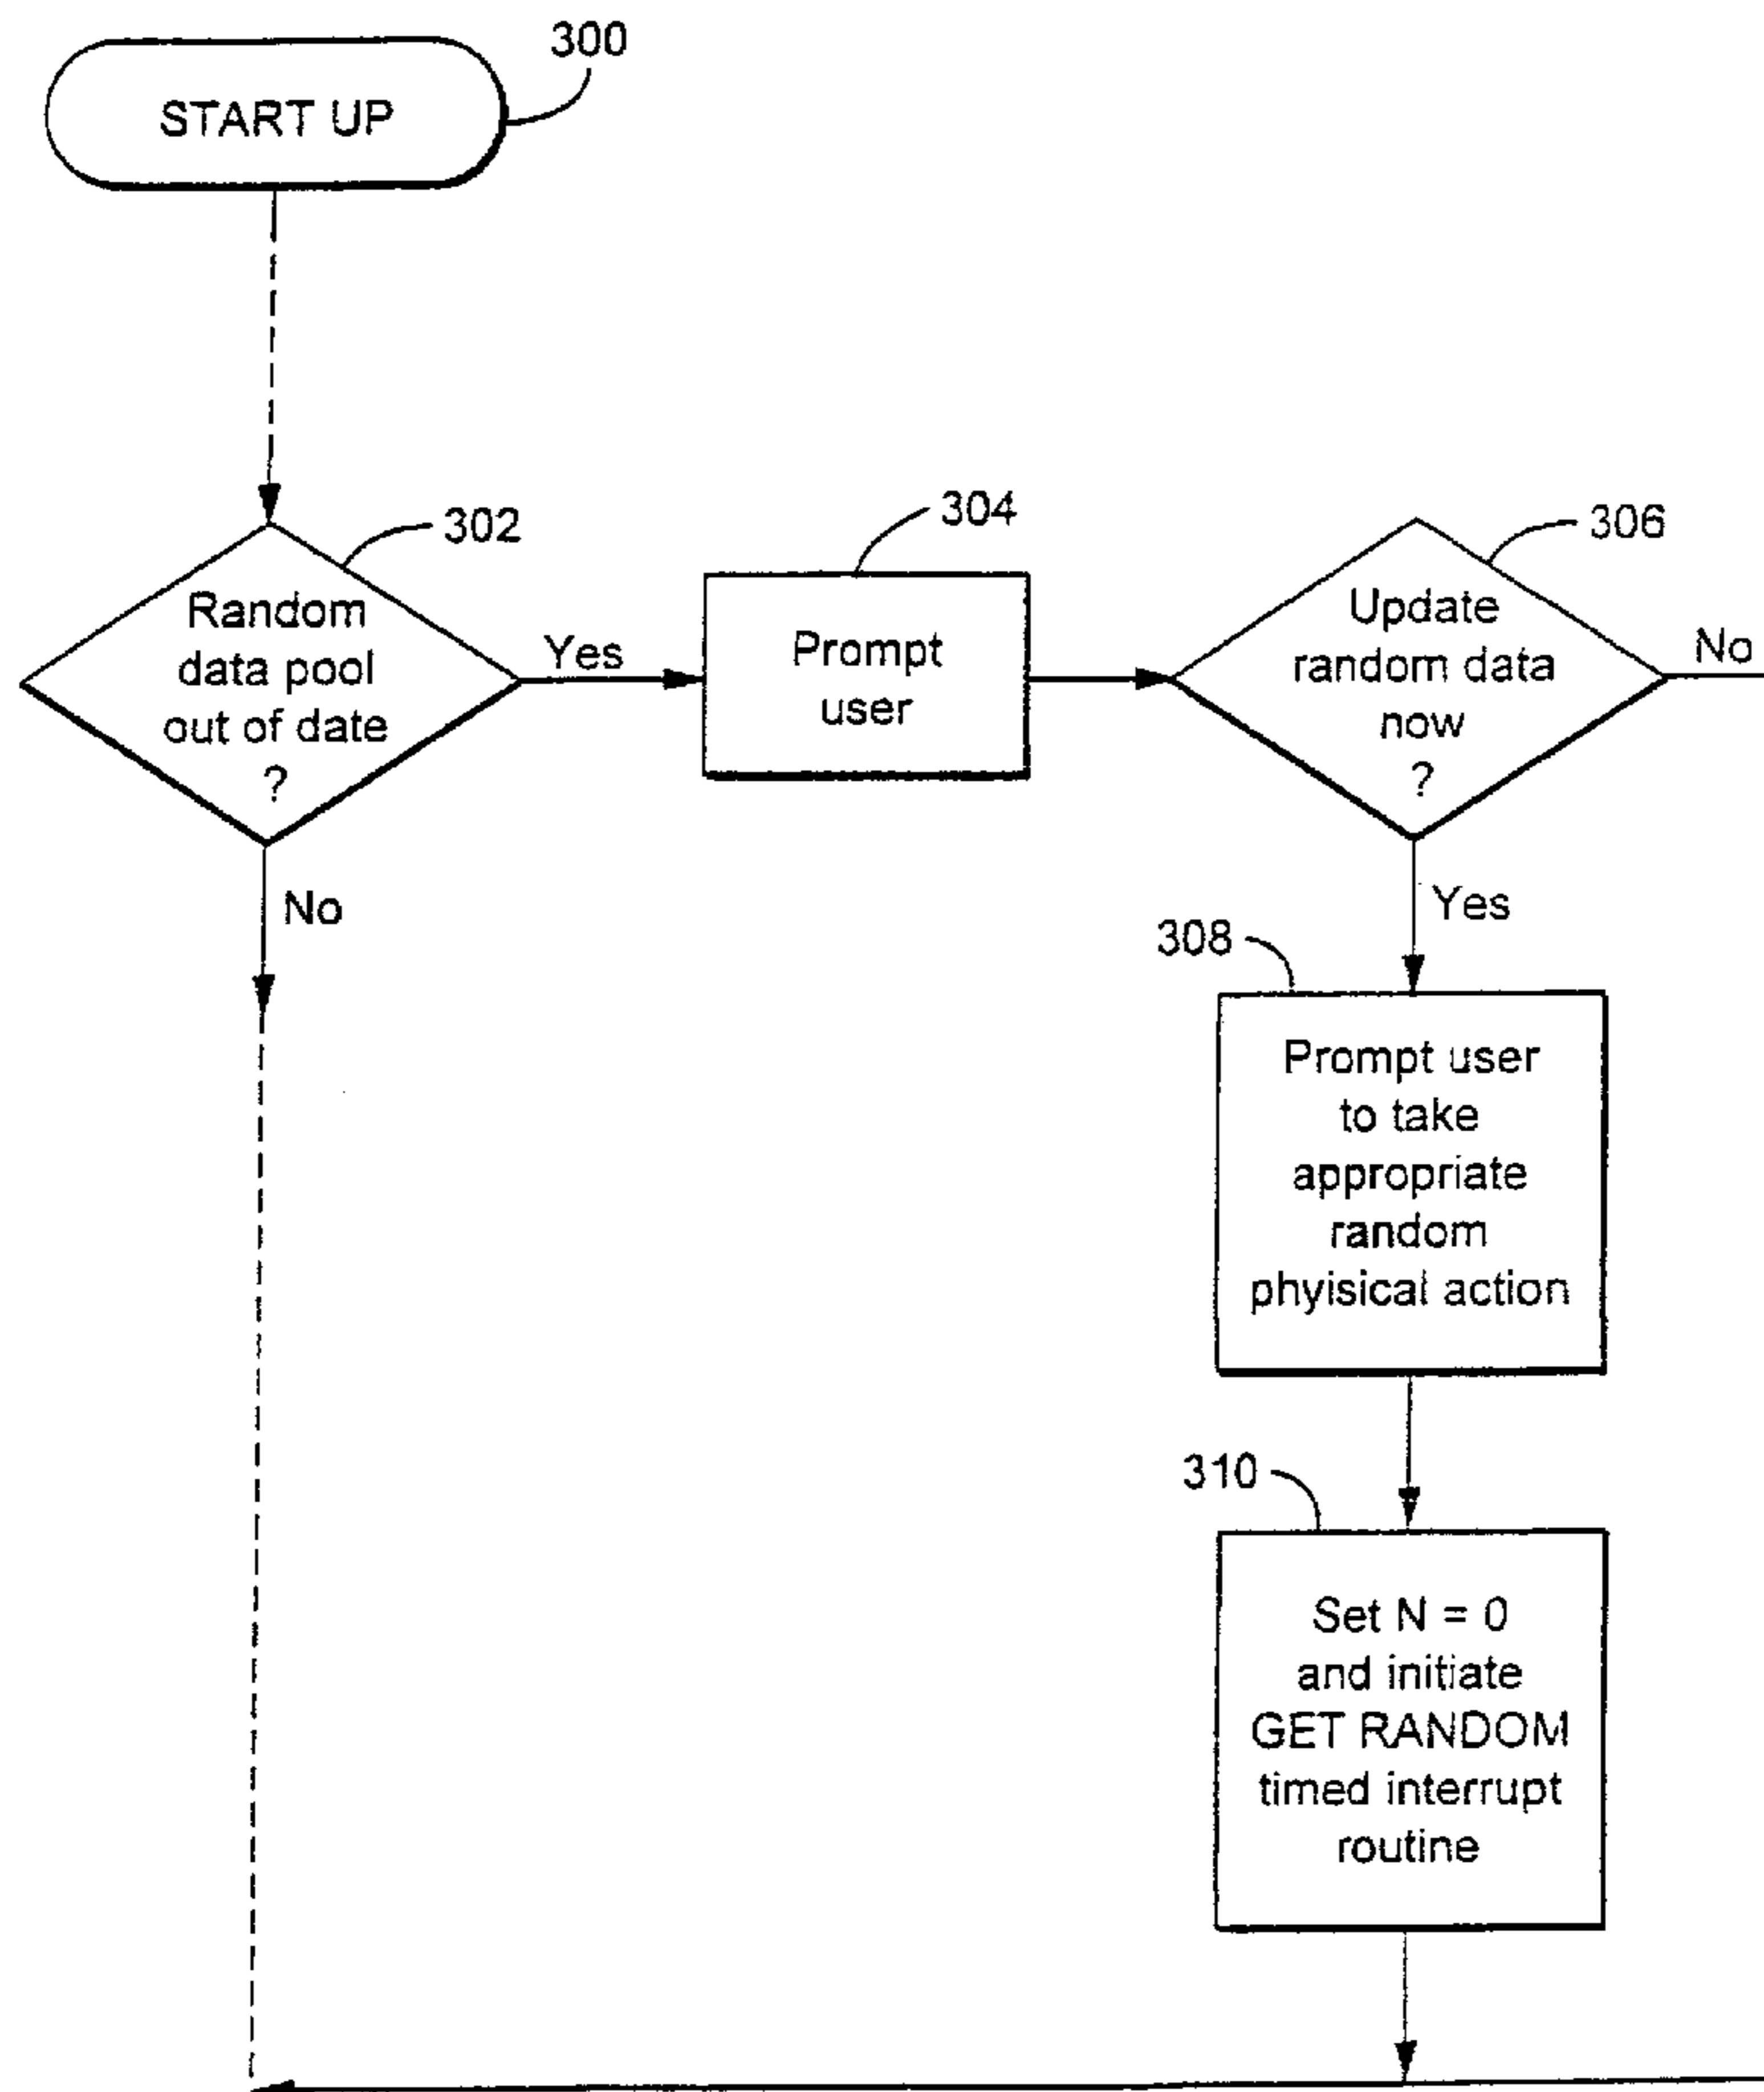 300
START UP
302
Random
data pool
out of date
?
Yes
No
304
Prompt
user
306
Update
random data
now
?
No
Yes
308
Prompt user
to take
appropriate
random
phyisical action
310
Set N = 0
and initiate
GET RANDOM
timed interrupt
routine